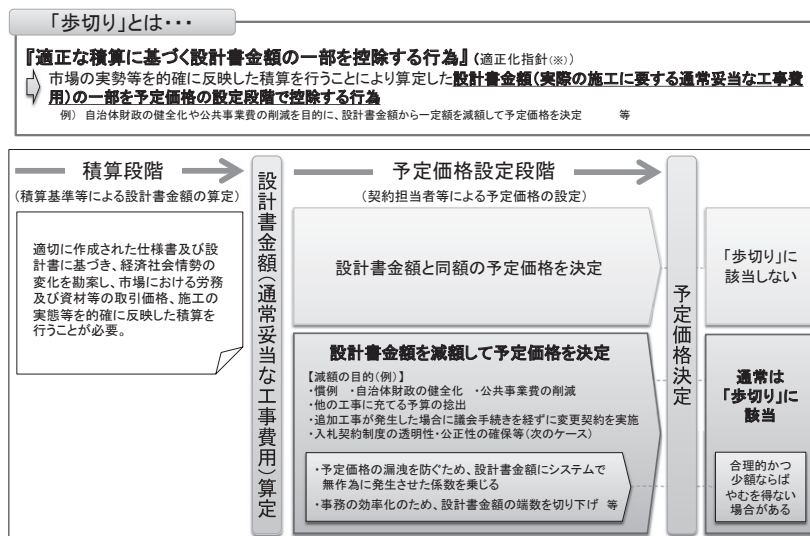 「歩切り」とは・・・
『適正な積算に基づく設計書金額の一部を控除する行為』(適正化指針(※))
市場の実勢等を的確に反映した積算を行うことにより算定した設計書金額(実際の施工に要する通常妥当な工事費
用)の一部を予定価格の設定段階で控除する行為
例) 自治体財政の健全化や公共事業費の削減を目的に、設計書金額から一定額を減額して予定価格を決定 等
積算段階
(積算基準等による設計書金額の算定)
適切に作成された仕様書及び設
計書に基づき、経済社会情勢の
変化を勘案し、市場における労務
及び資材等の取引価格、施工の
実態等を的確に反映した積算を
行うことが必要。
設計書金額(通常妥当な工事費用)算定
予定価格設定段階
(契約担当者等による予定価格の設定)
設計書金額と同額の予定価格を決定
設計書金額を減額して予定価格を決定
【減額の目的(例)】
・慣例 ・自治体財政の健全化 ・公共事業費の削減
・他の工事に充てる予算の捻出
・追加工事が発生した場合に議会手続きを経ずに変更契約を実施
・入札契約制度の透明性・公正性の確保等(次のケース)
・予定価格の漏洩を防ぐため、設計書金額にシステムで
無作為に発生させた係数を乗じる
・事務の効率化のため、設計書金額の端数を切り下げ 等
予定価格決定
「歩切り」に
該当しない
通常は
「歩切り」に
該当
合理的かつ
少額ならば
やむを得ない
場合がある